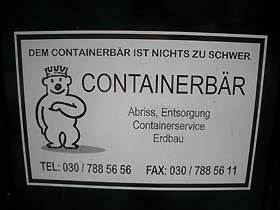 DEM CONTAINERBÄR IST NICHTS ZU SCHWER
CONTAINERBÄR
Abriss, Entsorgung
Containerservice
Erdbau
TEL: 030 / 788 56 56 FAX: 030 / 788 56 11